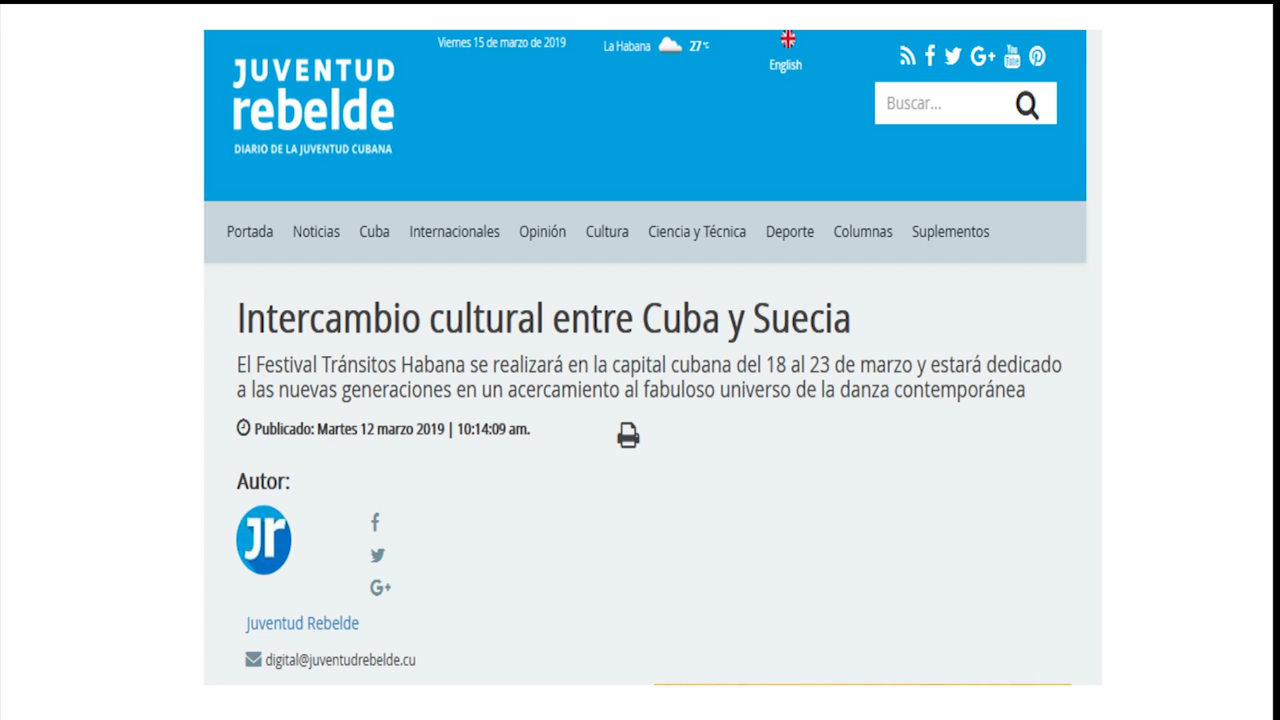 Viernes 15 de marzo de 2019
La Habana 27 °C
English
JUVENTUD
rebelde
DIARIO DE LA JUVENTUD CUBANA
Buscar...
Portada Noticias Cuba Internacionales Opinión Cultura Ciencia y Técnica Deporte Columnas Suplementos
Intercambio cultural entre Cuba y Suecia
El Festival Tránsitos Habana se realizará en la capital cubana del 18 al 23 de marzo y estará dedicado
a las nuevas generaciones en un acercamiento al fabuloso universo de la danza contemporánea
Publicado: Martes 12 marzo 2019 | 10:14:09 am.
Autor:
Jr
Juventud Rebelde
digital@juventudrebelde.cu